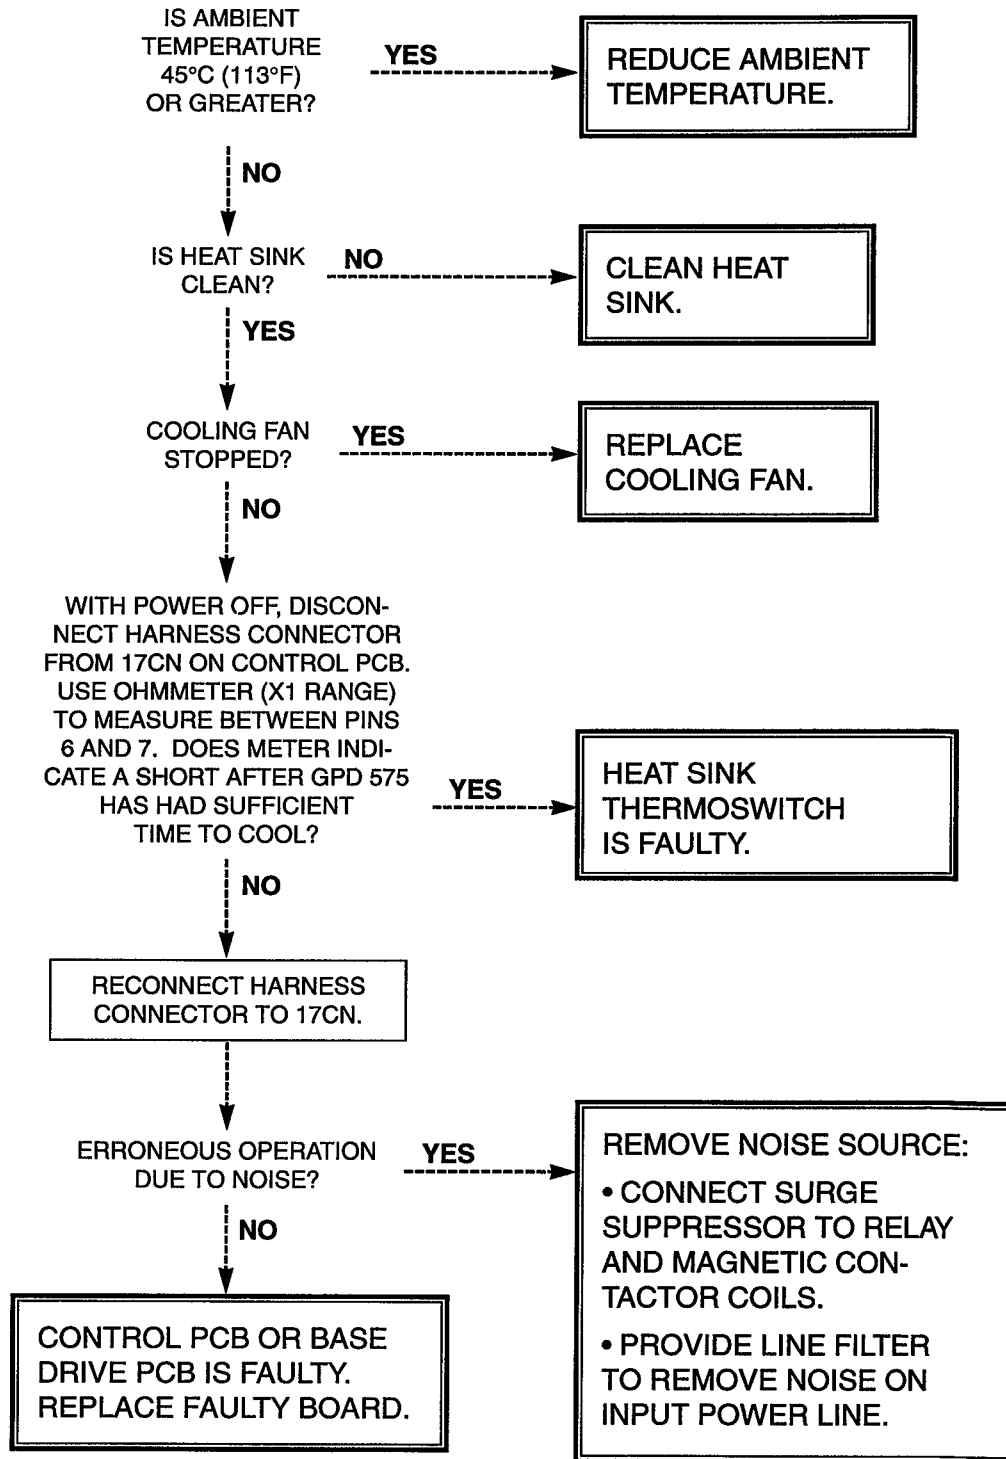 IS AMBIENT
TEMPERATURE
45°C (113°F)
OR GREATER?
YES
REDUCE AMBIENT
TEMPERATURE.
NO
IS HEAT SINK
CLEAN?
NO
CLEAN HEAT
SINK.
YES
COOLING FAN
STOPPED?
YES
REPLACE
COOLING FAN.
NO
WITH POWER OFF, DISCON-
NECT HARNESS CONNECTOR
FROM 17CN ON CONTROL PCB.
USE OHMMETER (X1 RANGE)
TO MEASURE BETWEEN PINS
6 AND 7. DOES METER INDI-
CATE A SHORT AFTER GPD 575
HAS HAD SUFFICIENT
TIME TO COOL?
YES
HEAT SINK
THERMOSWITCH
IS FAULTY.
NO
RECONNECT HARNESS
CONNECTOR TO 17CN.
ERRONEOUS OPERATION
DUE TO NOISE?
YES
REMOVE NOISE SOURCE:
• CONNECT SURGE
SUPPRESSOR TO RELAY
AND MAGNETIC CON-
TACTOR COILS.
• PROVIDE LINE FILTER
TO REMOVE NOISE ON
INPUT POWER LINE.
NO
CONTROL PCB OR BASE
DRIVE PCB IS FAULTY.
REPLACE FAULTY BOARD.